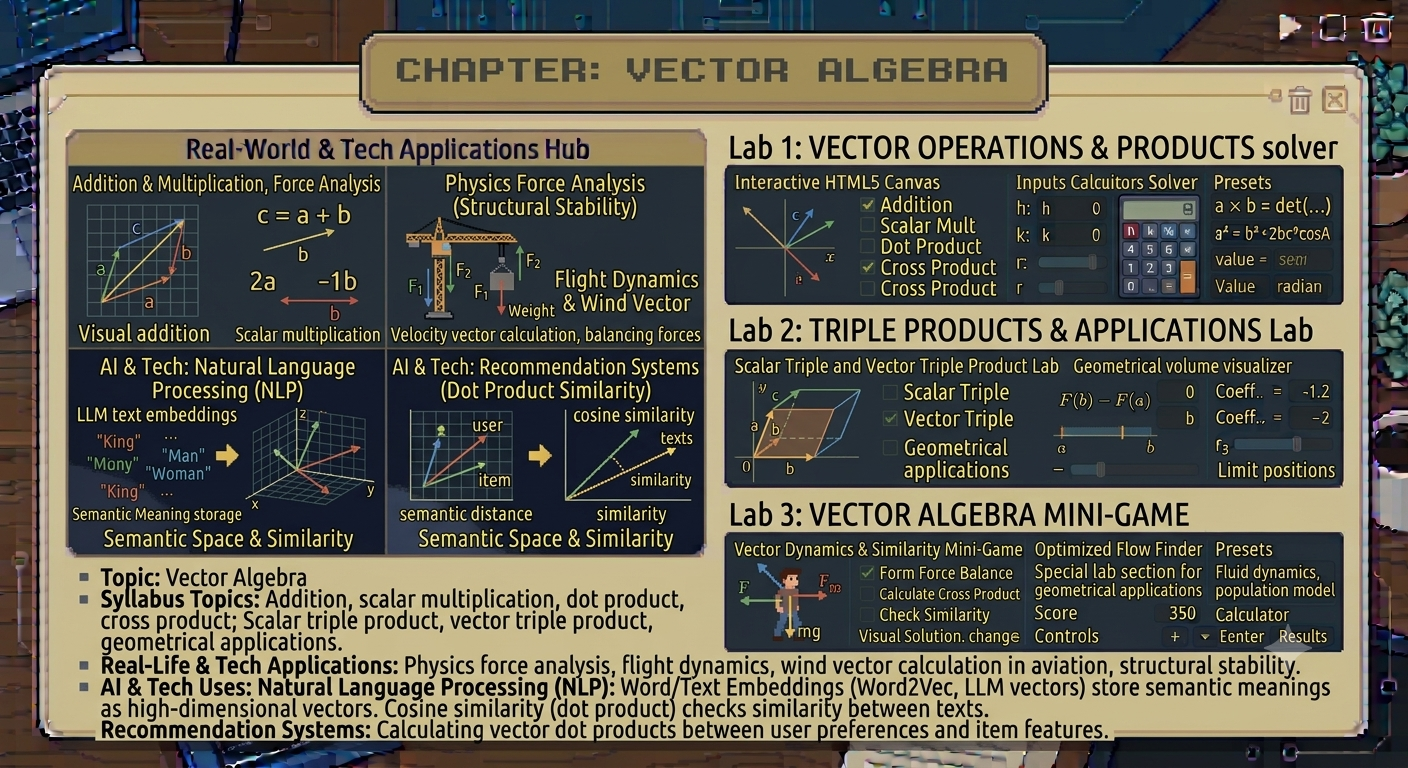 CHAPTER: VECTOR ALGEBRA
Real-World & Tech Applications Hub
Addition & Multiplication, Force Analysis
c = a + b
c
b
a
a
b
2a −1b
b
Visual addition
Scalar multiplication
Physics Force Analysis
(Structural Stability)
F₁
F₂
F₁
F₂
Weight
Flight Dynamics
& Wind Vector
Velocity vector calculation, balancing forces
AI & Tech: Natural Language
Processing (NLP)
LLM text embeddings
"King" ...
"Mony"
"Man"
"Woman"
"King" ...
z
x
y
Semantic Meaning storage
Semantic Space & Similarity
AI & Tech: Recommendation Systems
(Dot Product Similarity)
user
item
semantic distance
cosine similarity
texts
similarity
similarity
Semantic Space & Similarity
Topic: Vector Algebra
Syllabus Topics: Addition, scalar multiplication, dot product,
cross product; Scalar triple product, vector triple product,
geometrical applications.
Real-Life & Tech Applications: Physics force analysis, flight dynamics, wind vector calculation in aviation, structural stability.
AI & Tech Uses: Natural Language Processing (NLP): Word/Text Embeddings (Word2Vec, LLM vectors) store semantic meanings
as high-dimensional vectors. Cosine similarity (dot product) checks similarity between texts.
Recommendation Systems: Calculating vector dot products between user preferences and item features.
Lab 1: VECTOR OPERATIONS & PRODUCTS solver
Interactive HTML5 Canvas
c
x
Addition
Scalar Mult
Dot Product
Cross Product
Cross Product
Inputs Calcuitors Solver
h: h 0
k: k 0
r:
r
4 5 6
1 2 3
0
Presets
a × b = det(...)
value = sem
Value radian
Lab 2: TRIPLE PRODUCTS & APPLICATIONS Lab
Scalar Triple and Vector Triple Product Lab
y
c
a
b
0
b
Scalar Triple
Vector Triple
Geometrical
applications
Geometrical volume visualizer
F(b) − F(a)
0
b
a b
Coeff.. = -1.2
Coeff.., = −2
f₃
Limit positions
Lab 3: VECTOR ALGEBRA MINI-GAME
Vector Dynamics & Similarity Mini-Game
F
mg
Form Force Balance
Calculate Cross Product
Check Similarity
Visual Solution. change
Optimized Flow Finder
Special lab section for
geometrical applications
Score 350
Controls + Eenter Results
Presets
Fluid dynamics,
population model
Calculator